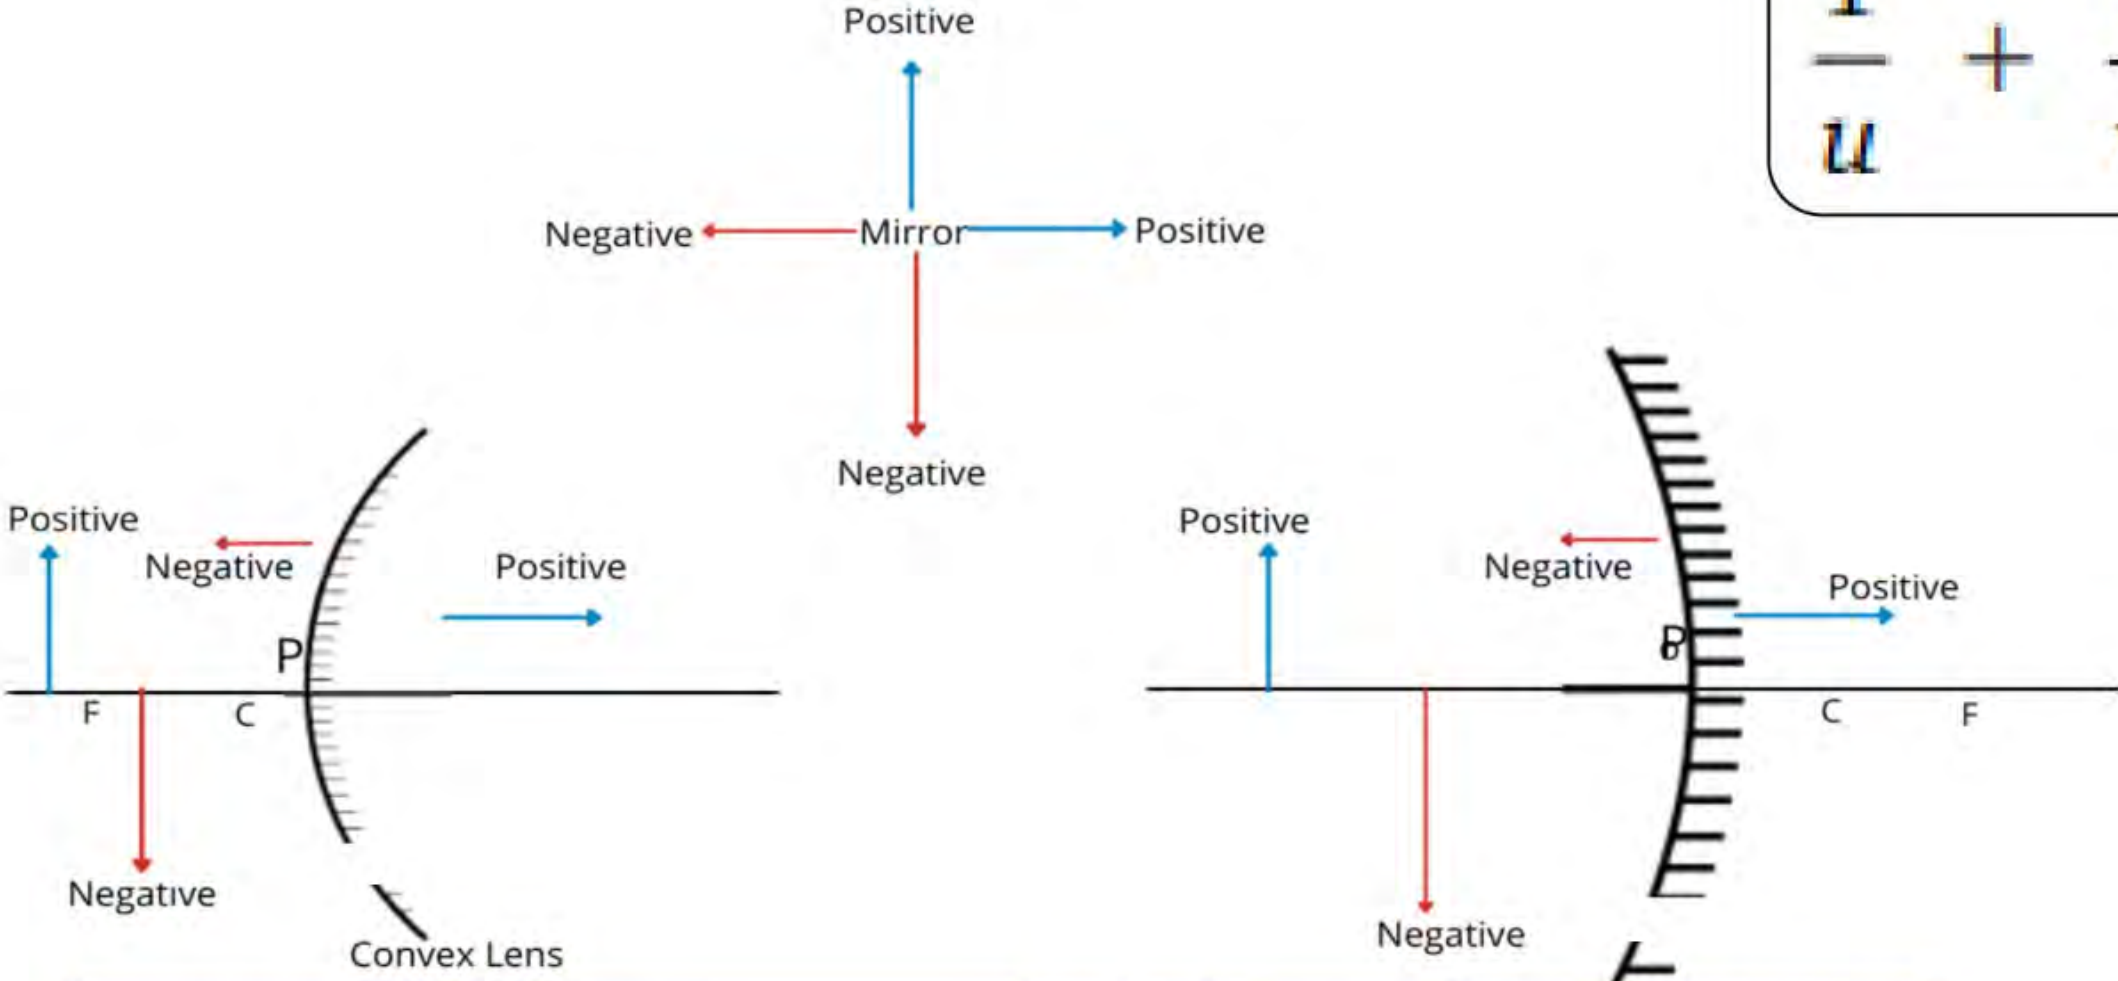 Positive
Negative Mirror Positive
Negative
+
u
Positive
Negative
Positive
P
F
C
Negative
Convex Lens
Positive
Negative
Positive
P
C
F
Negative